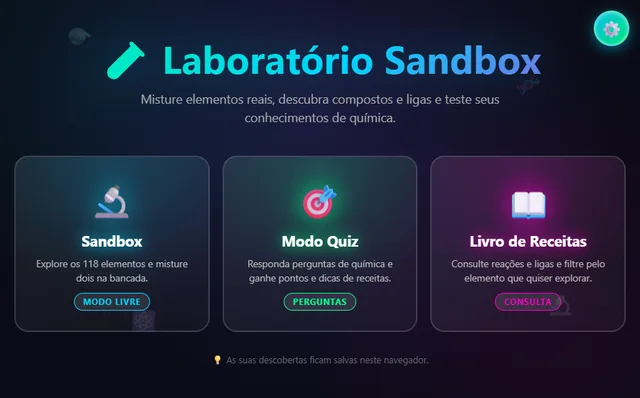 Laboratório Sandbox
Misture elementos reais, descubra compostos e ligas e teste seus
conhecimentos de química.
Sandbox
Explore os 118 elementos e misture
dois na bancada.
MODO LIVRE
Modo Quiz
Responda perguntas de química e
ganhe pontos e dicas de receitas.
PERGUNTAS
Livro de Receitas
Consulte reações e ligas e filtre pelo
elemento que quiser explorar.
CONSULTA
As suas descobertas ficam salvas neste navegador.